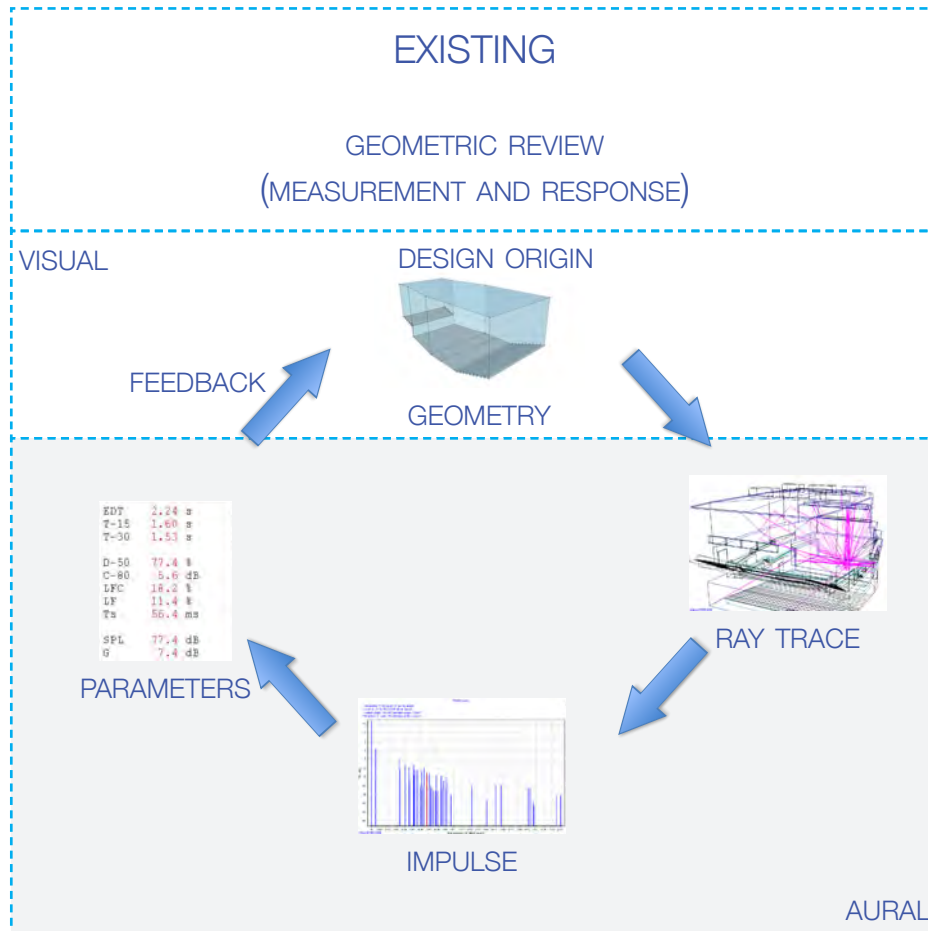 EXISTING
GEOMETRIC REVIEW
(MEASUREMENT AND RESPONSE)
VISUAL
DESIGN ORIGIN
FEEDBACK
GEOMETRY
EDT 2.24 s
T-15 1.60 s
T-30 1.53 s
D-50 77.4 %
C-80 5.6 dB
LFC 18.2 %
LF 11.4 %
Ts 56.4 ms
SPL 77.4 dB
G 7.4 dB
RAY TRACE
PARAMETERS
IMPULSE
AURAL